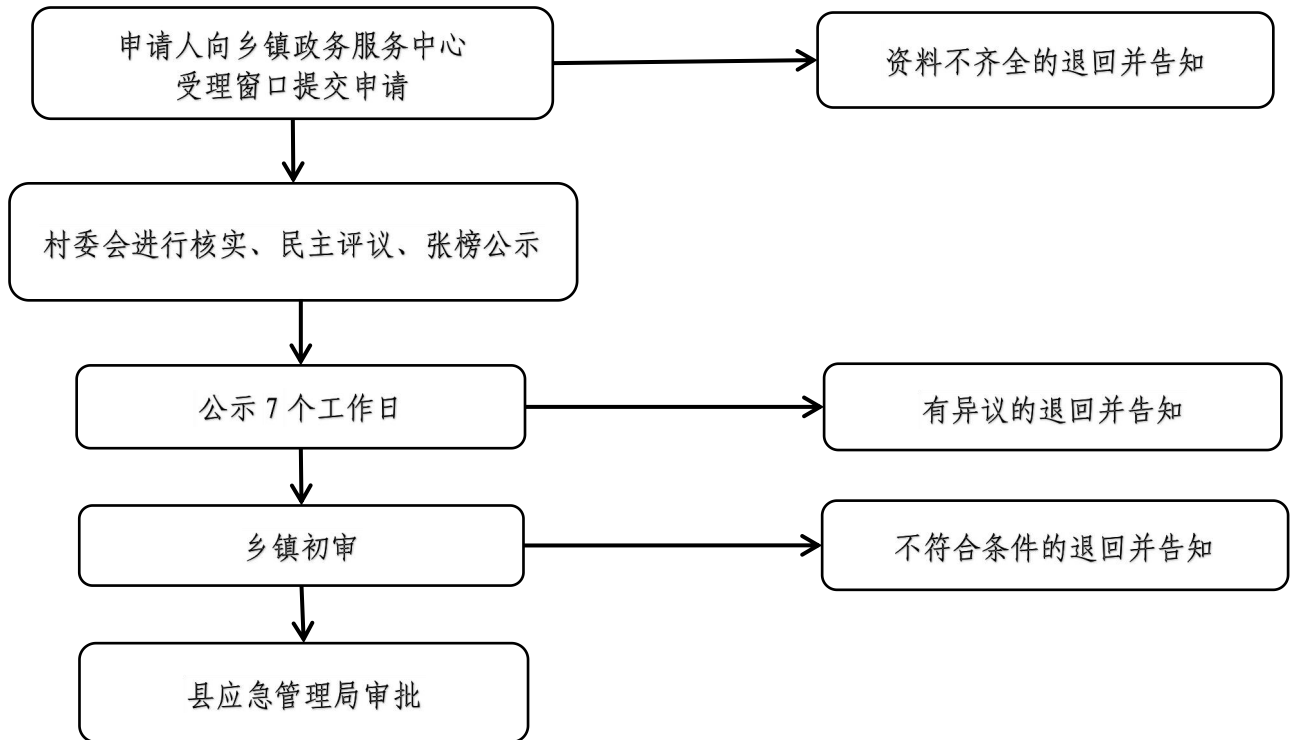 申请人向乡镇政务服务中心
受理窗口提交申请
资料不齐全的退回并告知
村委会进行核实、民主评议、张榜公示
公示 7 个工作日
有异议的退回并告知
乡镇初审
不符合条件的退回并告知
县应急管理局审批